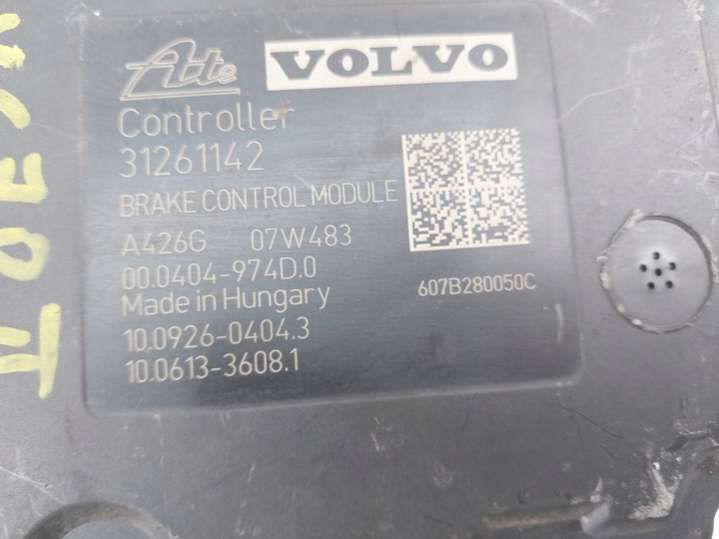 Ate VOLVO
Controller
31261142
BRAKE CONTROL MODULE
A426G 07W483
00.0404-974D.0
607B280050C
Made in Hungary
10.0926-0404.3
10.0613-3608.1